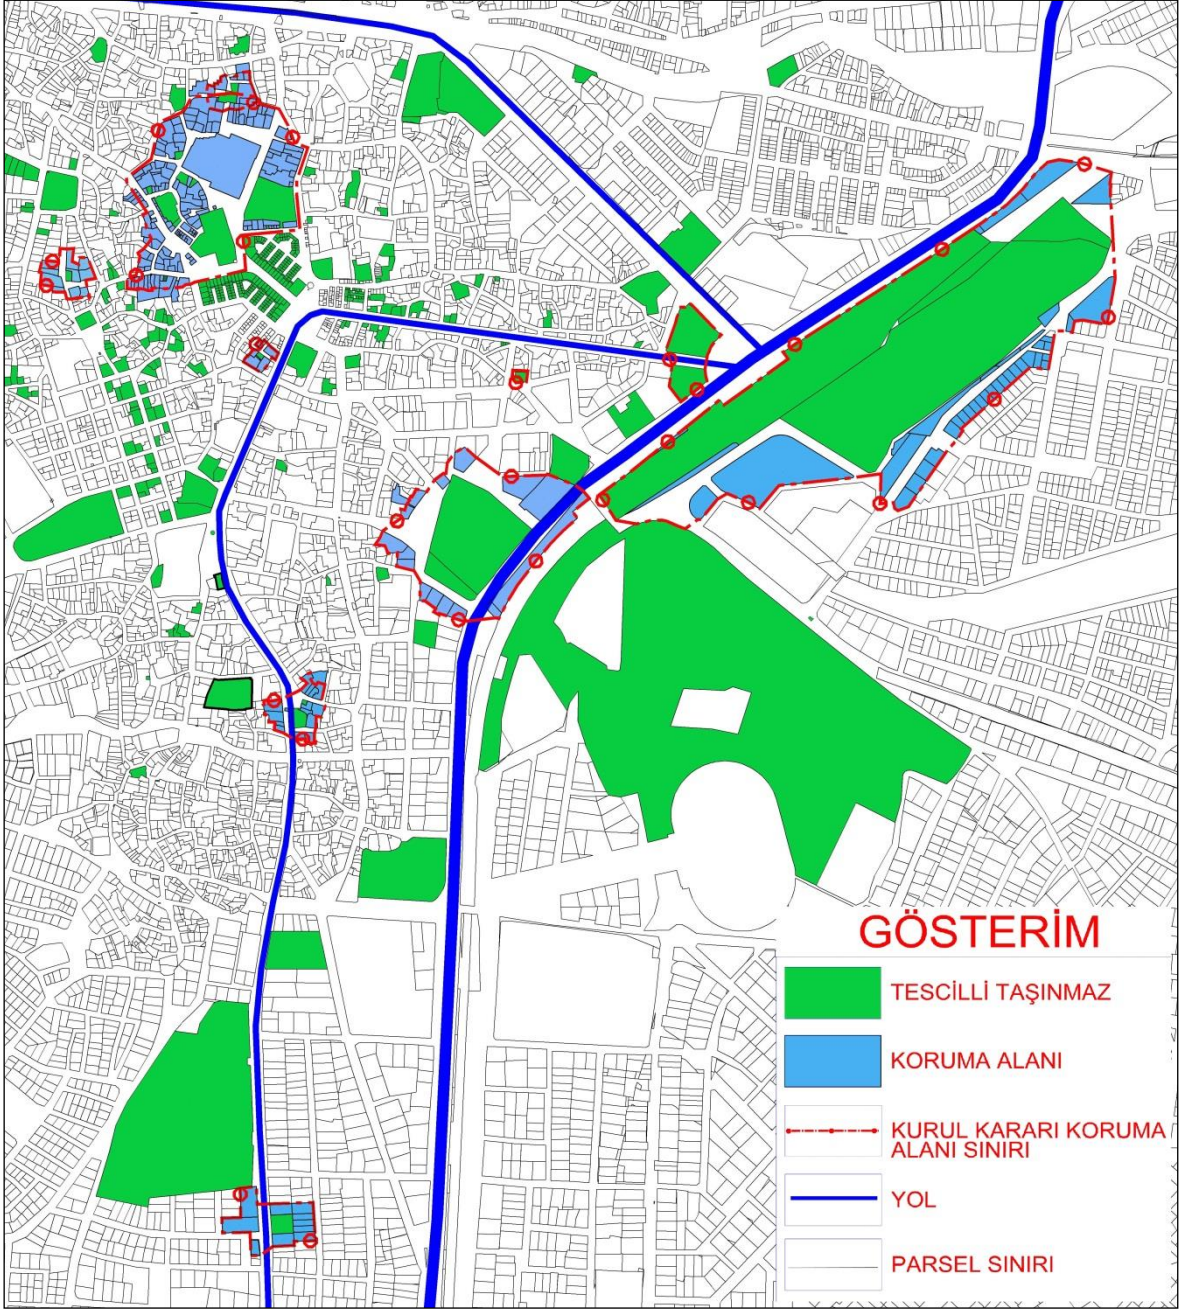 GÖSTERİM
TESCİLLİ TAŞINMAZ
KORUMA ALANI
KURUL KARARI KORUMA
ALANI SINIRI
YOL
PARSEL SINIRI